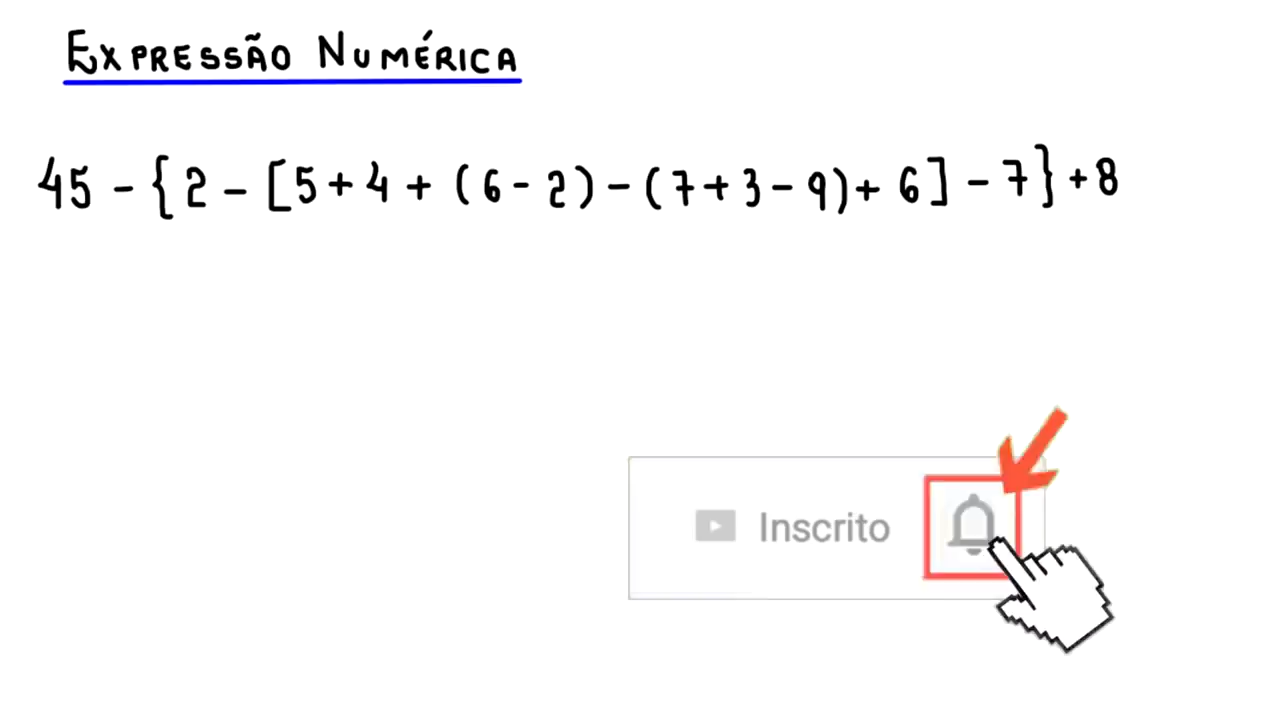 EXPRESSÃO NUMÉRICA
45 - {2 - [5 + 4 + (6 - 2) - (7 + 3 - 9) + 6] - 7} + 8
Inscrito